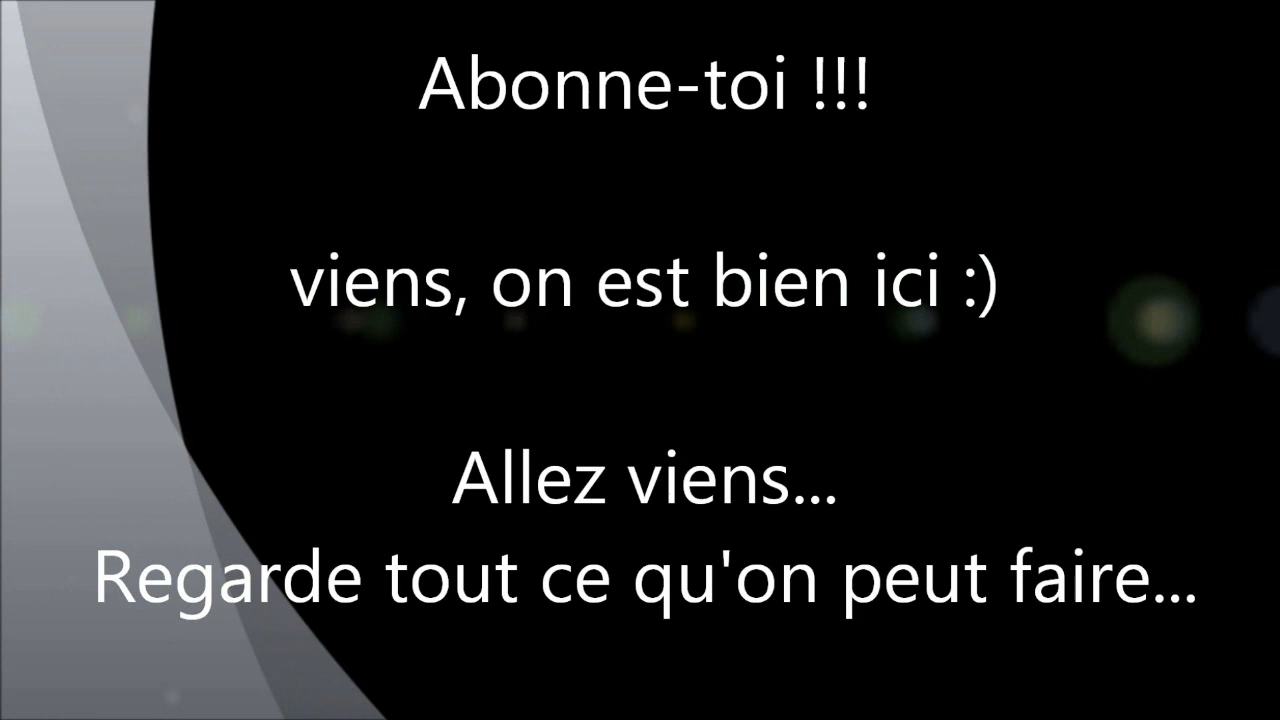 Abonne-toi !!!
viens, on est bien ici :)
Allez viens...
Regarde tout ce qu'on peut faire...